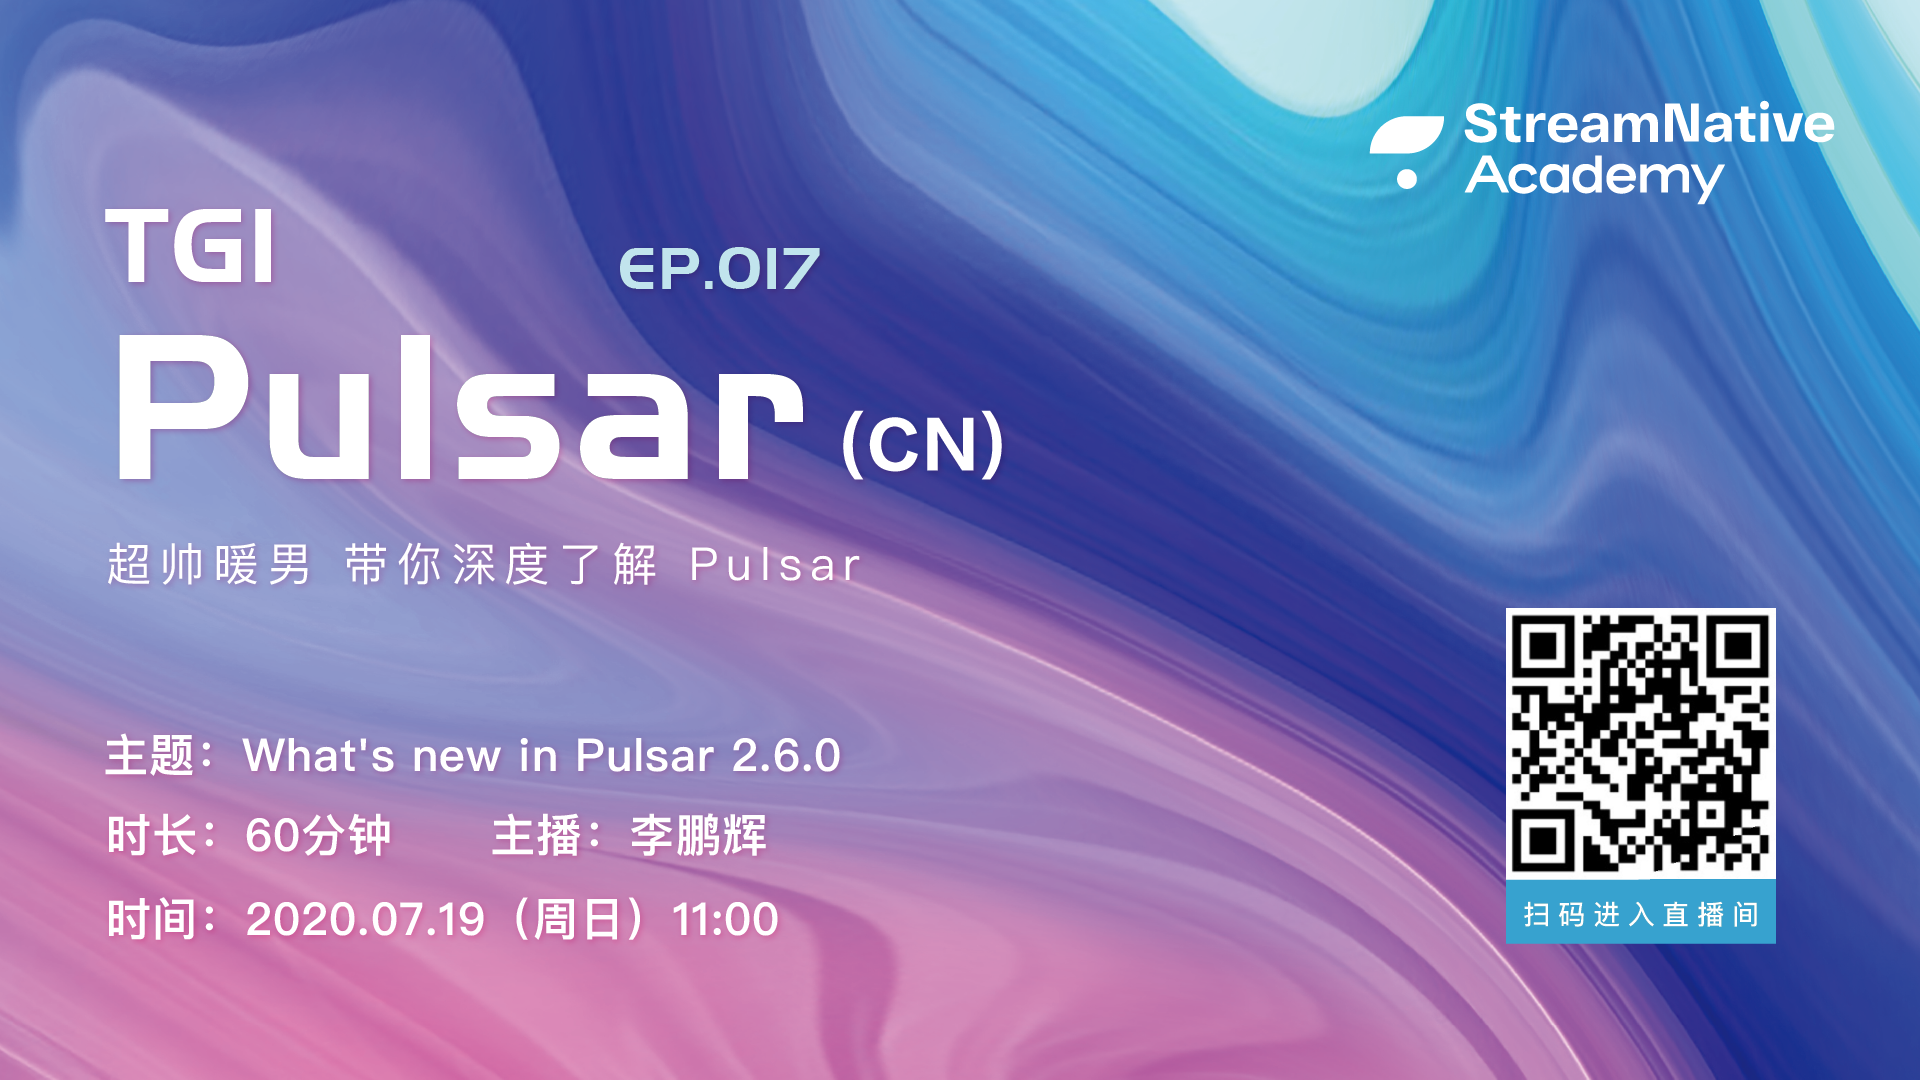 StreamNative
Academy
TGI
EP.017
Pulsar (CN)
超帅暖男 带你深度了解 Pulsar
主题：What's new in Pulsar 2.6.0
时长：60分钟 主播：李鹏辉
时间：2020.07.19（周日）11:00
扫码进入直播间